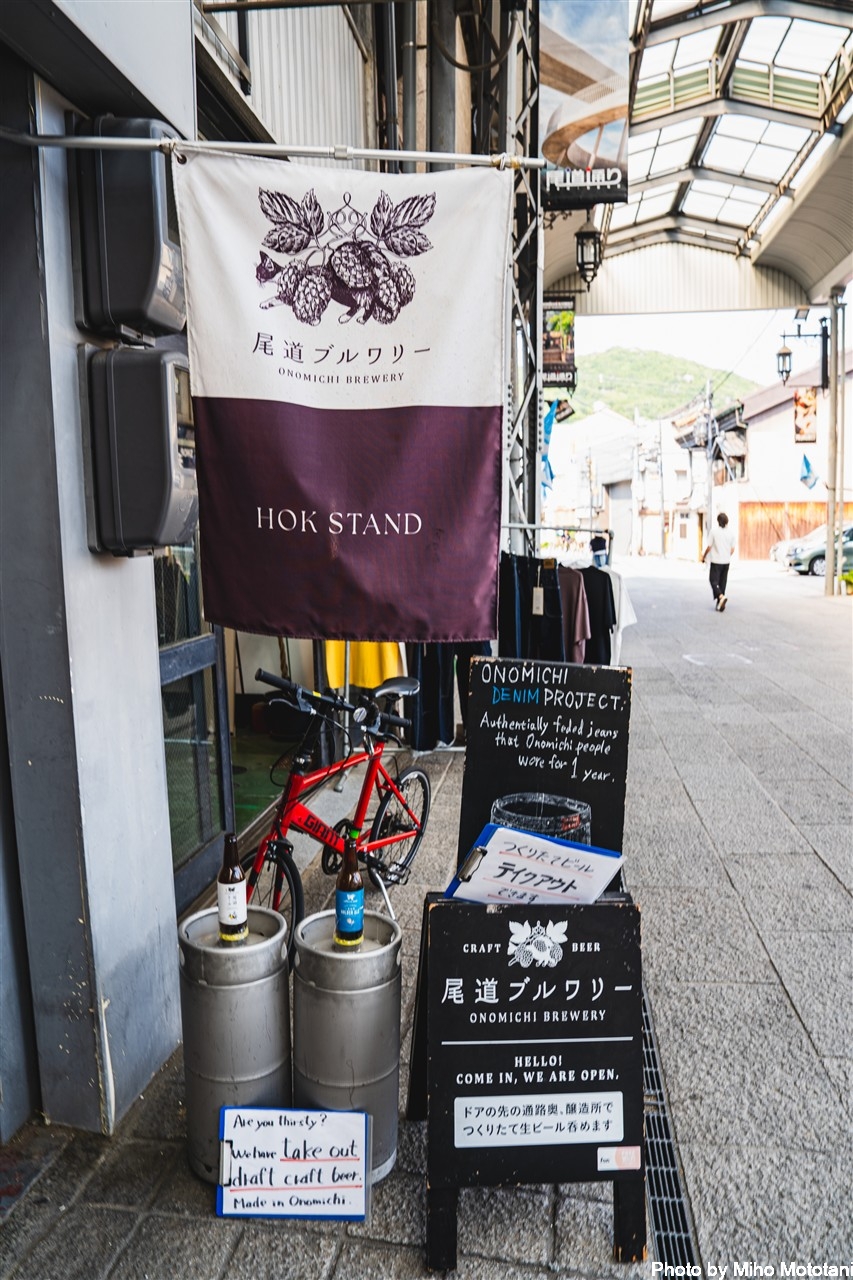 尾道ブルワリー
ONOMICHI BREWERY
HOK STAND
ONOMICHI
DENIM PROJECT.
Authentially faded jeans
that Onomichi people
wore for 1 year.
GIANT
つくりたてビール
テイクアウト
できます
CRAFT BEER
尾道ブルワリー
ONOMICHI BREWERY
HELLO!
COME IN, WE ARE OPEN.
ドアの先の通路奥、醸造所で
つくりたて生ビール呑めます
Are you thirsty?
We have take out
draft craft beer.
Made in Onomichi.
Photo by Miho Mototani